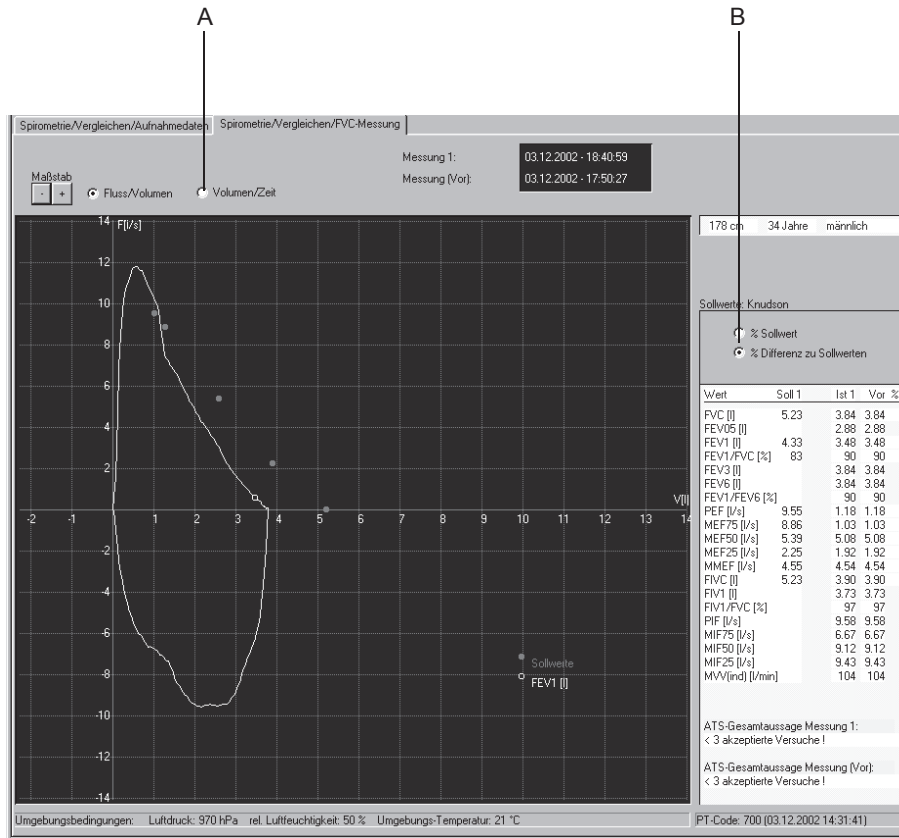 A B
Spirometrie/Vergleichen/Aufnahmedaten Spirometrie/Vergleichen/FVC-Messung
Messung 1: 03.12.2002 - 18:40:59
Messung (Vor): 03.12.2002 - 17:50:27
Maßstab
- + Fluss/Volumen Volumen/Zeit
178 cm 34 Jahre männlich
14 F[l/s]
12
10
8
6
4
2
V[l]
-2 -1 1 2 3 4 5 6 7 8 9 10 11 12 13 14
-2
-4
-6
-8
-10
-12
-14
Sollwerte
FEV1 [l]
Sollwerte: Knudson
% Sollwert
% Differenz zu Sollwerten
Wert Soll 1 Ist 1 Vor %
FVC [l] 5.23 3.84 3.84
FEV05 [l] 2.88 2.88
FEV1 [l] 4.33 3.48 3.48
FEV1/FVC [%] 83 90 90
FEV3 [l] 3.84 3.84
FEV6 [l] 3.84 3.84
FEV1/FEV6 [%] 90 90
PEF [l/s] 9.55 1.18 1.18
MEF75 [l/s] 8.86 1.03 1.03
MEF50 [l/s] 5.39 5.08 5.08
MEF25 [l/s] 2.25 1.92 1.92
MMEF [l/s] 4.55 4.54 4.54
FIVC [l] 5.23 3.90 3.90
FIV1 [l] 3.73 3.73
FIV1/FVC [%] 97 97
PIF [l/s] 9.58 9.58
MIF75 [l/s] 6.67 6.67
MIF50 [l/s] 9.12 9.12
MIF25 [l/s] 9.43 9.43
MVV(ind) [l/min] 104 104
ATS-Gesamtaussage Messung 1:
< 3 akzeptierte Versuche !
ATS-Gesamtaussage Messung (Vor):
< 3 akzeptierte Versuche !
Umgebungsbedingungen: Luftdruck: 970 hPa rel. Luftfeuchtigkeit: 50 % Umgebungs-Temperatur: 21 °C
PT-Code: 700 (03.12.2002 14:31:41)